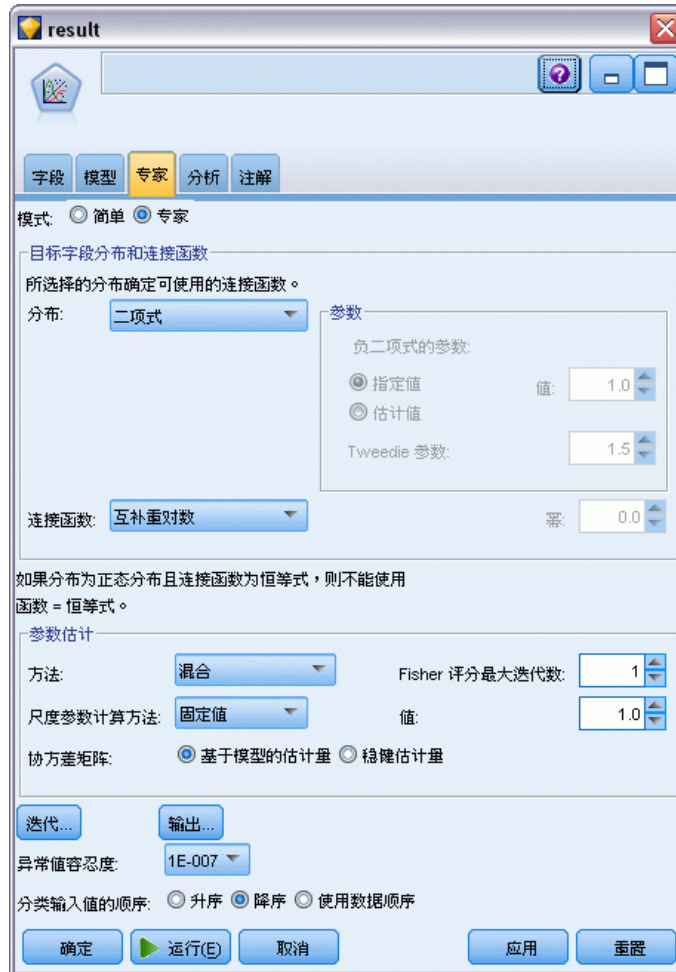 result
字段 模型 专家 分析 注解
模式: 简单 专家
目标字段分布和连接函数
所选择的分布确定可使用的连接函数。
分布: 二项式
参数
负二项式的参数:
指定值 值: 1.0
估计值
Tweedie 参数: 1.5
连接函数: 互补重对数 幂: 0.0
如果分布为正态分布且连接函数为恒等式，则不能使用
函数 = 恒等式。
参数估计
方法: 混合 Fisher 评分最大迭代数: 1
尺度参数计算方法: 固定值 值: 1.0
协方差矩阵: 基于模型的估计量 稳健估计量
迭代... 输出...
异常值容忍度: 1E-007
分类输入值的顺序: 升序 降序 使用数据顺序
确定 运行(E) 取消 应用 重置